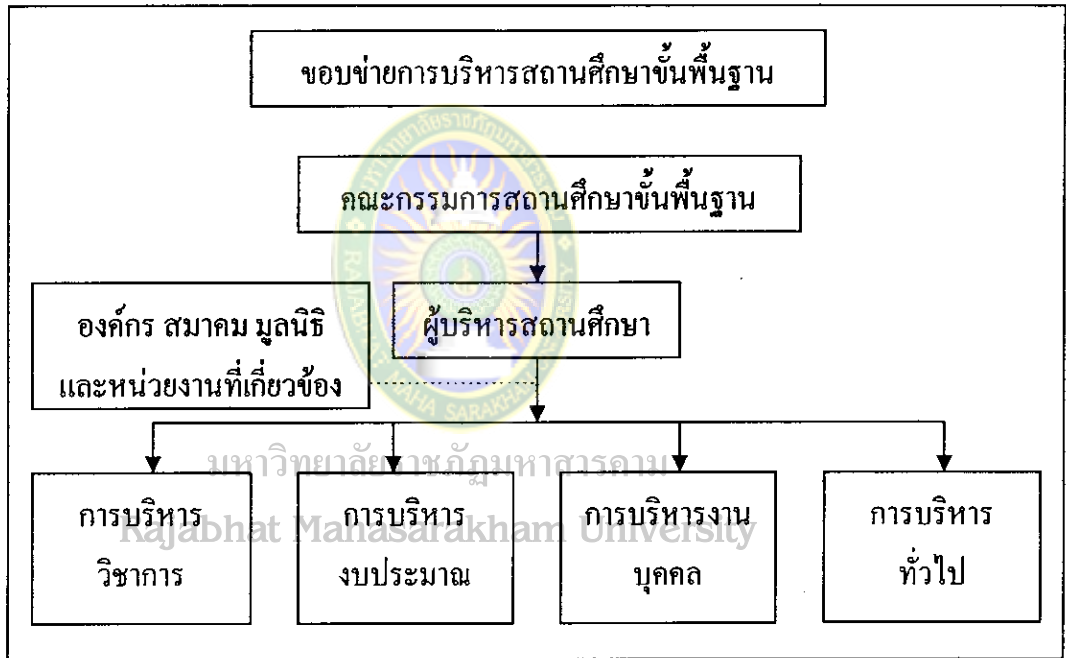 ขอบข่ายการบริหารสถานศึกษาขั้นพื้นฐาน
คณะกรรมการสถานศึกษาขั้นพื้นฐาน
องค์กร สมาคม มูลนิธิ
และหน่วยงานที่เกี่ยวข้อง
ผู้บริหารสถานศึกษา
มหาวิทยาลัยราชภัฏมหาสารคาม
Rajabhat Mahasarakham University
การบริหาร
วิชาการ
การบริหาร
งบประมาณ
การบริหารงาน
บุคคล
การบริหาร
ทั่วไป